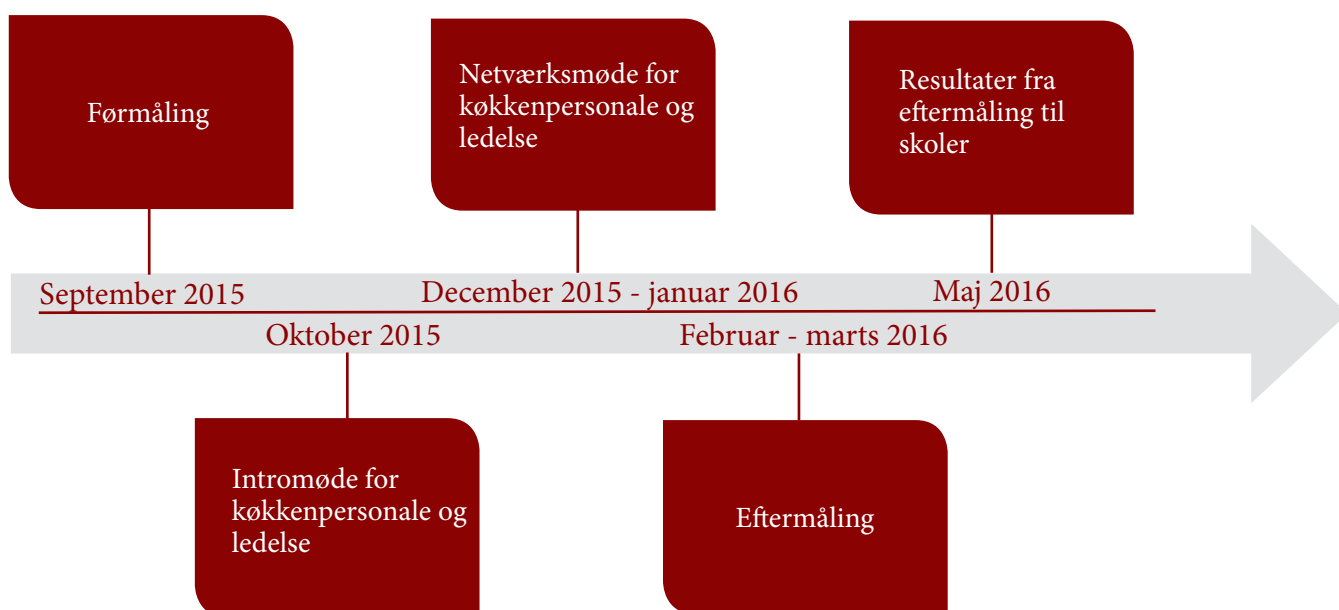 Førmåling
Netværksmøde for
køkkenpersonale og
ledelse
Resultater fra
eftermåling til
skoler
September 2015
December 2015 - januar 2016
Maj 2016
Oktober 2015
Februar - marts 2016
Intromøde for
køkkenpersonale og
ledelse
Eftermåling